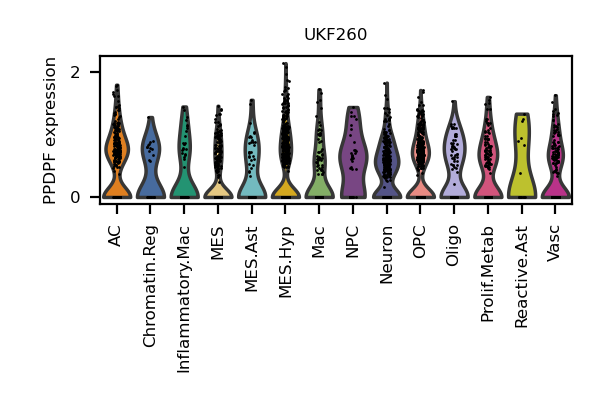 UKF260
PPDPF expression
2
0
AC
Chromatin.Reg
Inflammatory.Mac
MES
MES.Ast
MES.Hyp
Mac
NPC
Neuron
OPC
Oligo
Prolif.Metab
Reactive.Ast
Vasc